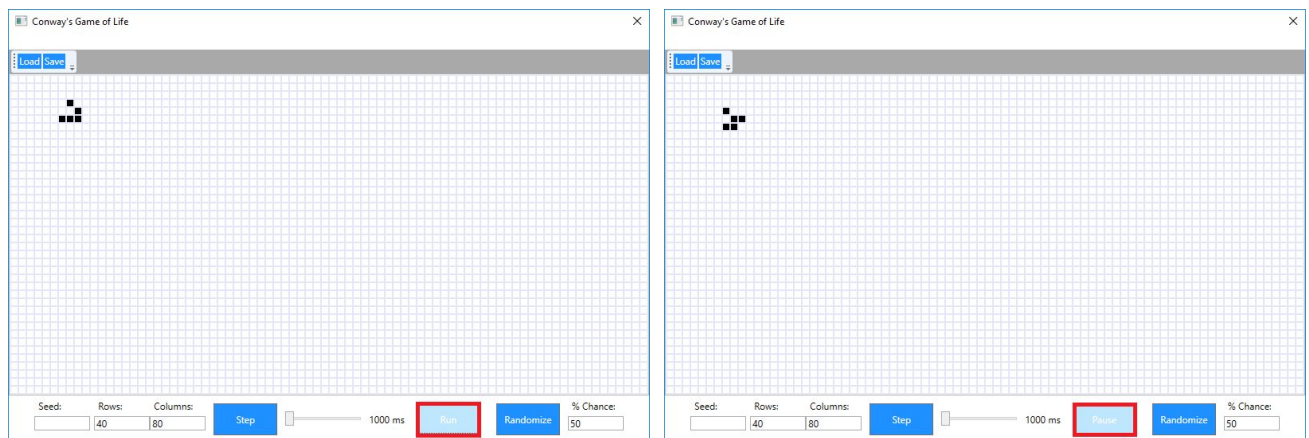 Conway's Game of Life
Load Save
Seed: Rows: Columns: % Chance:
40 80 Step 1000 ms Run Randomize 50
Conway's Game of Life
Load Save
Seed: Rows: Columns: % Chance:
40 80 Step 1000 ms Pause Randomize 50